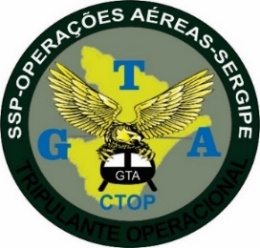 SSP-OPERAÇÕES AÉREAS-SERGIPE
G T A
GTA
CTOP
TRIPULANTE OPERACIONAL